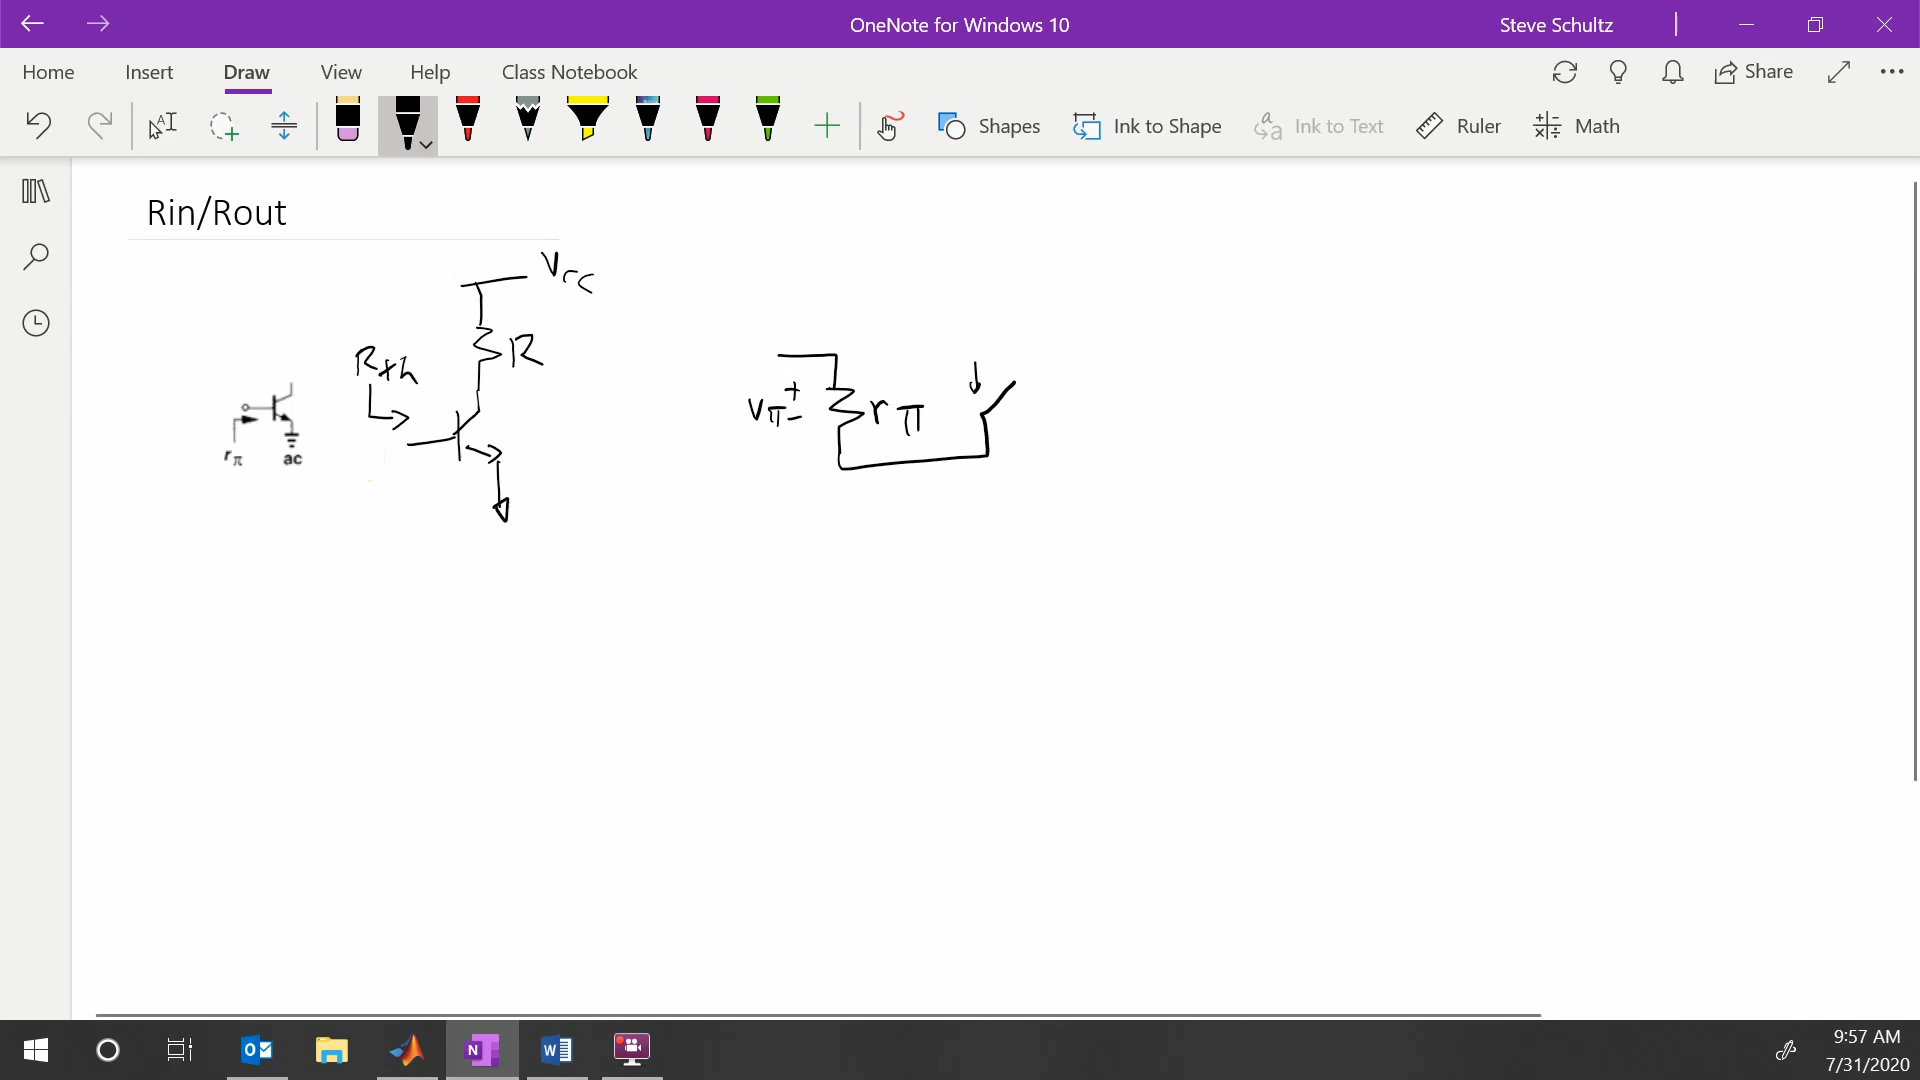 OneNote for Windows 10
Steve Schultz
Home Insert Draw View Help Class Notebook
Share
Shapes Ink to Shape Ink to Text Ruler Math
Rin/Rout
Vcc
R
Rth
rπ
ac
vπ + -
rπ
9:57 AM
7/31/2020